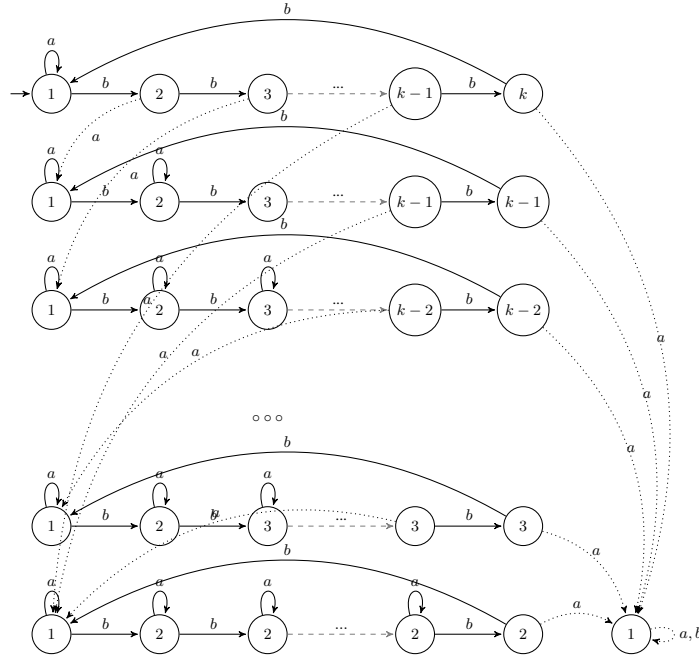 b
a
1 b 2 b 3 ... k − 1 b k
a
b
a a a
1 b 2 b 3 ... k − 1 b k − 1
b
a a a
1 b a 2 b 3 ... k − 2 b k − 2
a
a a
a
a
∘∘∘
b
a a a
1 b 2 b a 3 ... 3 b 3
a
b
a a a a
a
1 b 2 b 2 ... 2 b 2 1 a, b